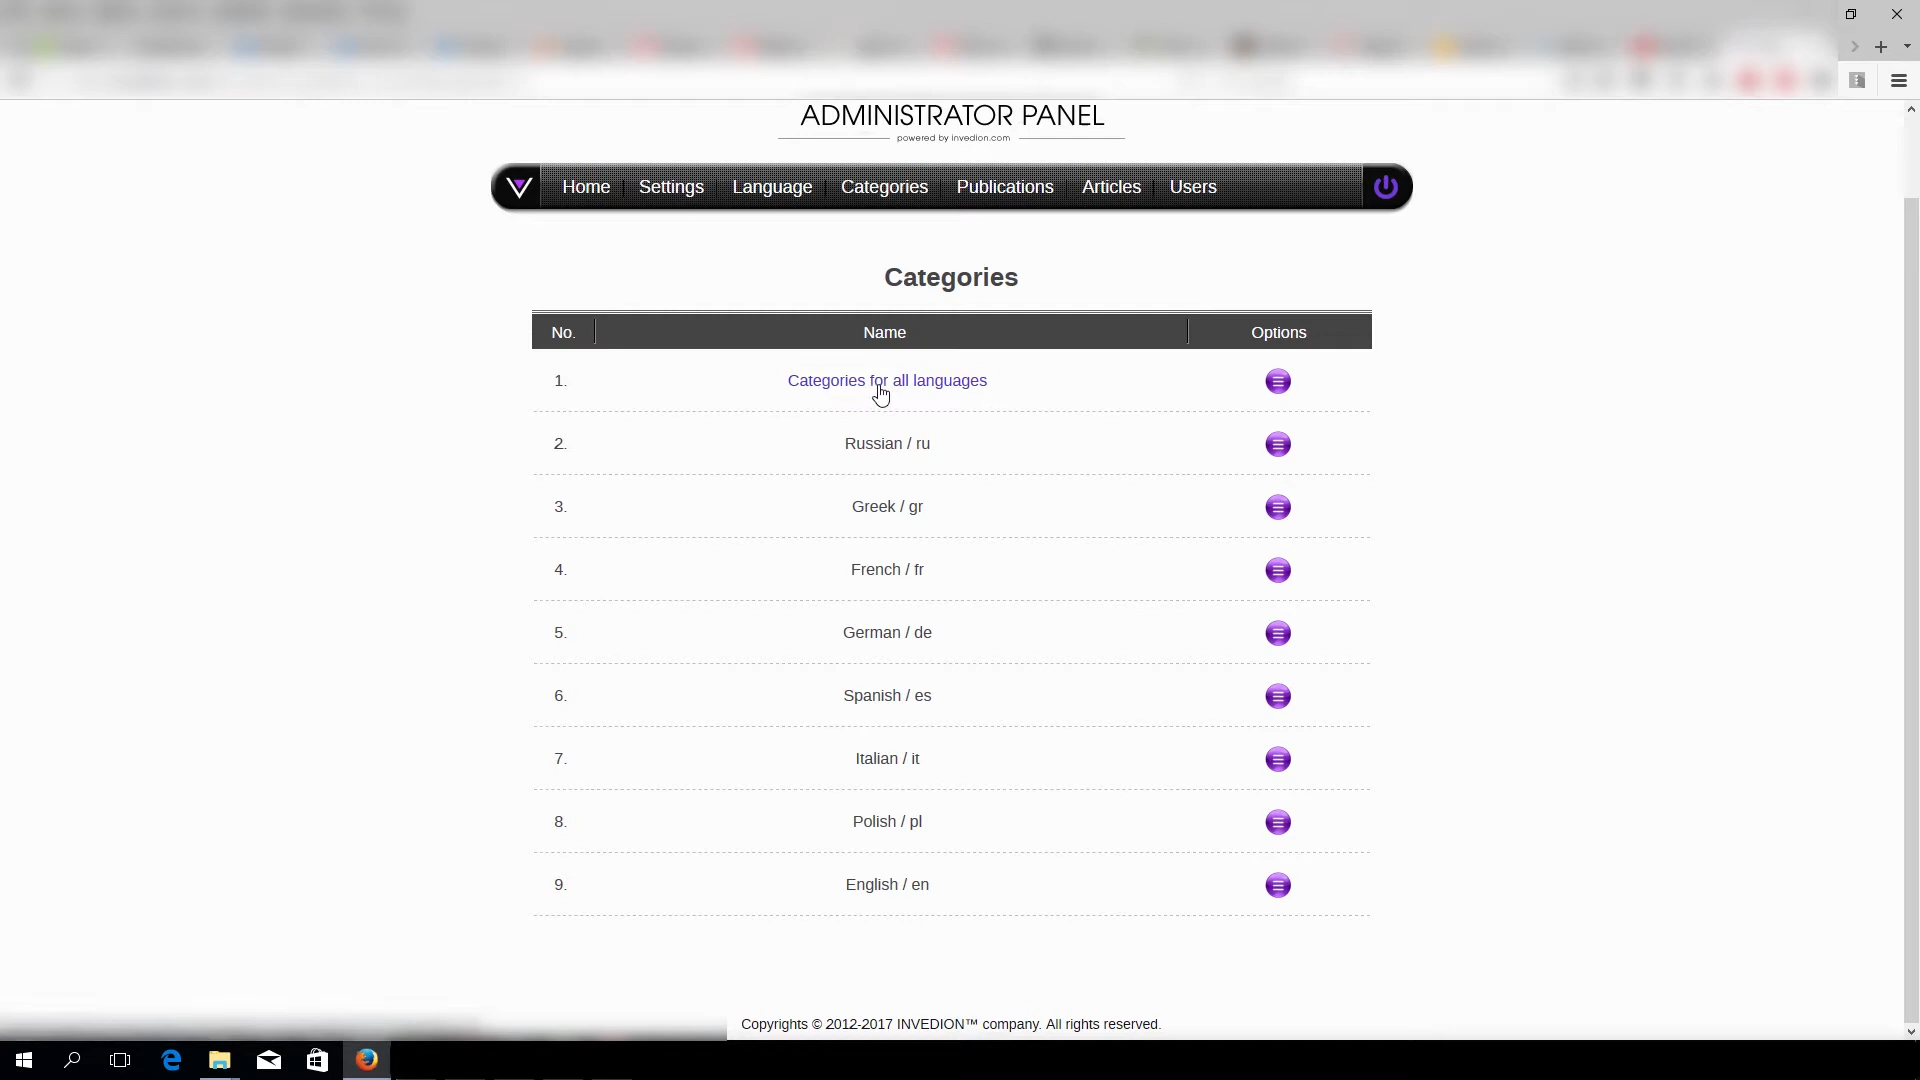 ADMINISTRATOR PANEL
powered by invedion.com
Home Settings Language Categories Publications Articles Users
Categories
No. Name Options
1. Categories for all languages
2. Russian / ru
3. Greek / gr
4. French / fr
5. German / de
6. Spanish / es
7. Italian / it
8. Polish / pl
9. English / en
Copyrights © 2012-2017 INVEDION™ company. All rights reserved.